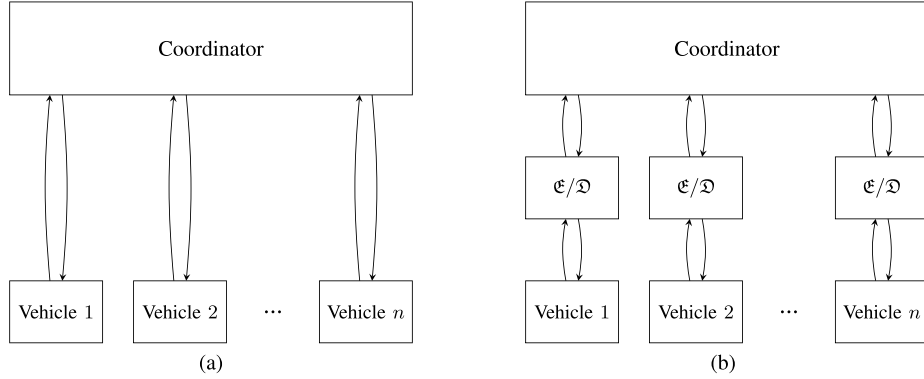 Coordinator
Vehicle 1
Vehicle 2
...
Vehicle n
(a)
Coordinator
𝔈/𝔇
𝔈/𝔇
𝔈/𝔇
Vehicle 1
Vehicle 2
...
Vehicle n
(b)